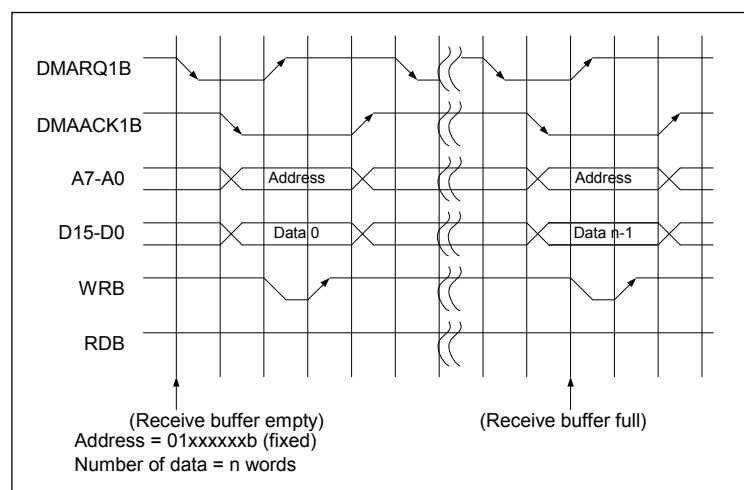 DMARQ1B
DMAACK1B
A7-A0 Address Address
D15-D0 Data 0 Data n-1
WRB
RDB
(Receive buffer empty) (Receive buffer full)
Address = 01xxxxxxb (fixed)
Number of data = n words